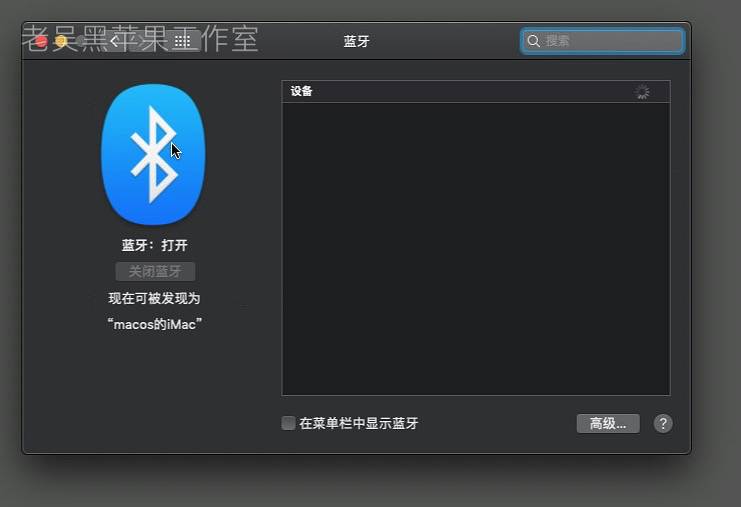 老吴黑苹果工作室
蓝牙
搜索
设备
蓝牙：打开
关闭蓝牙
现在可被发现为
“macos的iMac”
在菜单栏中显示蓝牙
高级...
?